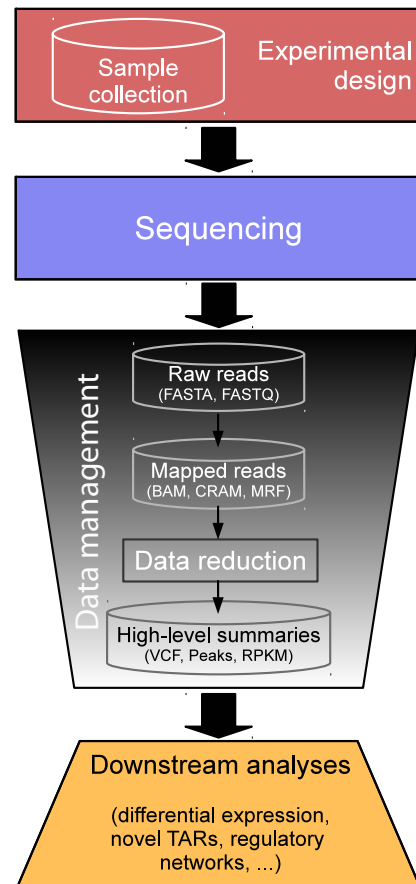 Sample
collection
Experimental
design
Sequencing
Data management
Raw reads
(FASTA, FASTQ)
Mapped reads
(BAM, CRAM, MRF)
Data reduction
High-level summaries
(VCF, Peaks, RPKM)
Downstream analyses
(differential expression,
novel TARs, regulatory
networks, ...)